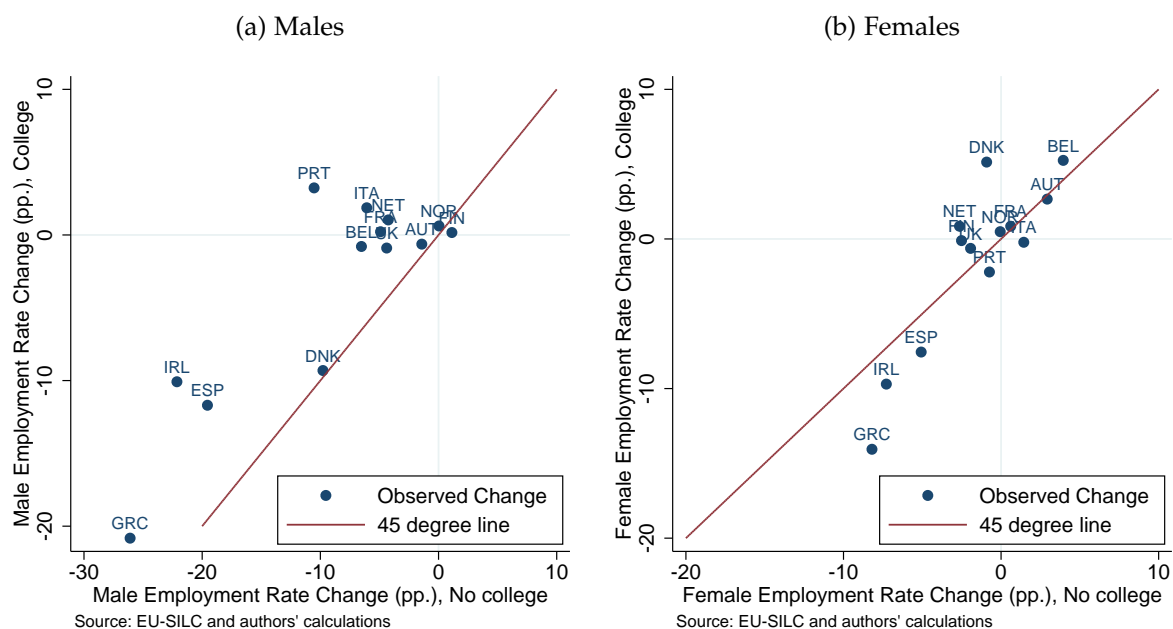 (a) Males
Male Employment Rate Change (pp.), College
10
0
-10
-20
PRT
ITA
NET
FRA
NOR
FIN
BEL
UK
AUT
DNK
IRL
ESP
GRC
Observed Change
45 degree line
-30 -20 -10 0 10
Male Employment Rate Change (pp.), No college
Source: EU-SILC and authors' calculations
(b) Females
Female Employment Rate Change (pp.), College
10
0
-10
-20
DNK
BEL
AUT
NET
FRA
NOR
FIN
ITA
UK
PRT
ESP
IRL
GRC
Observed Change
45 degree line
-20 -10 0 10
Female Employment Rate Change (pp.), No college
Source: EU-SILC and authors' calculations